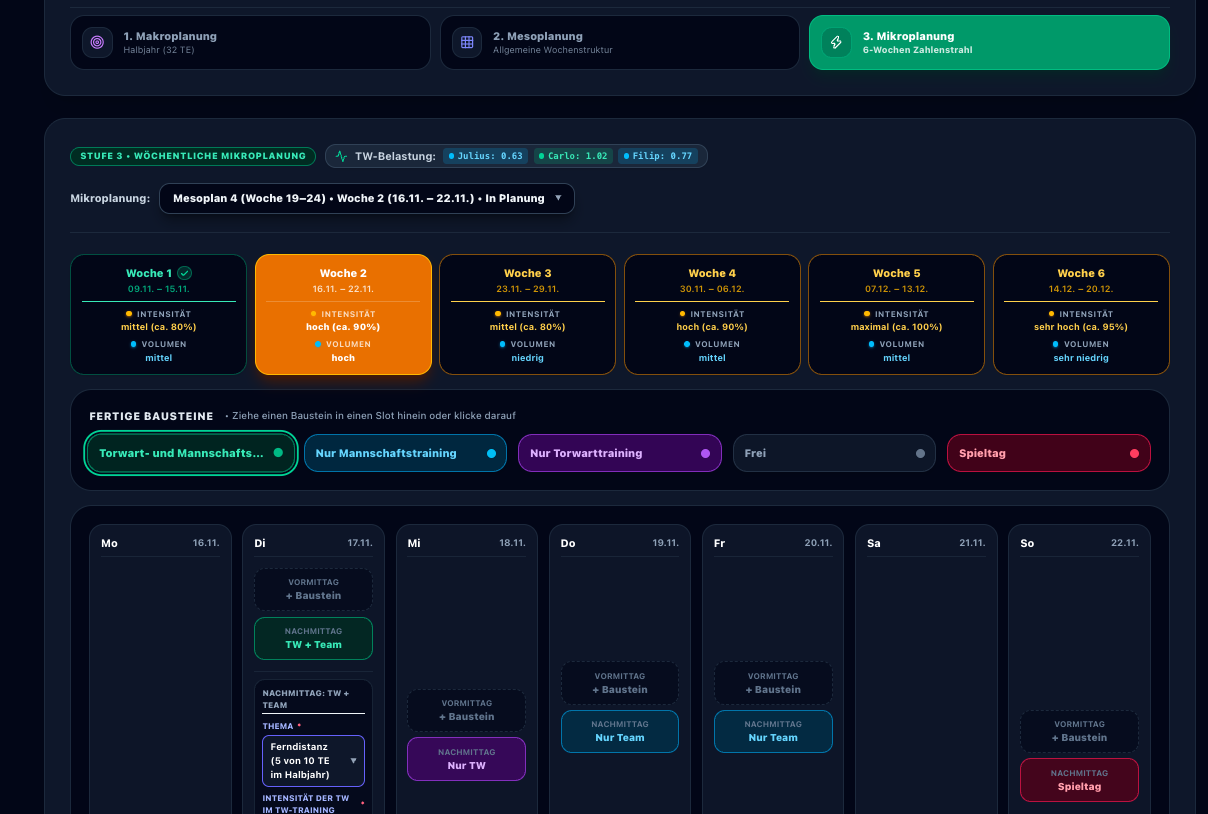 1. Makroplanung
Halbjahr (32 TE)
2. Mesoplanung
Allgemeine Wochenstruktur
3. Mikroplanung
6-Wochen Zahlenstrahl
STUFE 3 • WÖCHENTLICHE MIKROPLANUNG
TW-Belastung: Julius: 0.63 Carlo: 1.02 Filip: 0.77
Mikroplanung: Mesoplan 4 (Woche 19–24) • Woche 2 (16.11. – 22.11.) • In Planung ▼
Woche 1
09.11. – 15.11.
INTENSITÄT
mittel (ca. 80%)
VOLUMEN
mittel
Woche 2
16.11. – 22.11.
INTENSITÄT
hoch (ca. 90%)
VOLUMEN
hoch
Woche 3
23.11. – 29.11.
INTENSITÄT
mittel (ca. 80%)
VOLUMEN
niedrig
Woche 4
30.11. – 06.12.
INTENSITÄT
hoch (ca. 90%)
VOLUMEN
mittel
Woche 5
07.12. – 13.12.
INTENSITÄT
maximal (ca. 100%)
VOLUMEN
mittel
Woche 6
14.12. – 20.12.
INTENSITÄT
sehr hoch (ca. 95%)
VOLUMEN
sehr niedrig
FERTIGE BAUSTEINE • Ziehe einen Baustein in einen Slot hinein oder klicke darauf
Torwart- und Mannschafts...
Nur Mannschaftstraining
Nur Torwarttraining
Frei
Spieltag
Mo 16.11.
Di 17.11.
VORMITTAG
+ Baustein
NACHMITTAG
TW + Team
NACHMITTAG: TW +
TEAM
THEMA *
Ferndistanz
(5 von 10 TE
im Halbjahr)
▼
INTENSITÄT DER TW
IM TW-TRAINING *
Mi 18.11.
VORMITTAG
+ Baustein
NACHMITTAG
Nur TW
Do 19.11.
VORMITTAG
+ Baustein
NACHMITTAG
Nur Team
Fr 20.11.
VORMITTAG
+ Baustein
NACHMITTAG
Nur Team
Sa 21.11.
So 22.11.
VORMITTAG
+ Baustein
NACHMITTAG
Spieltag